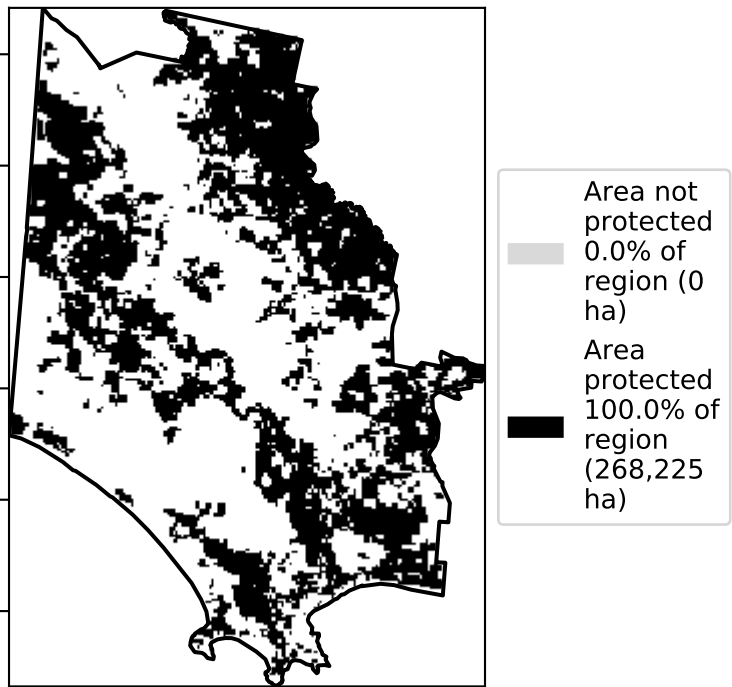 Area not
protected
0.0% of
region (0
ha)
Area
protected
100.0% of
region
(268,225
ha)